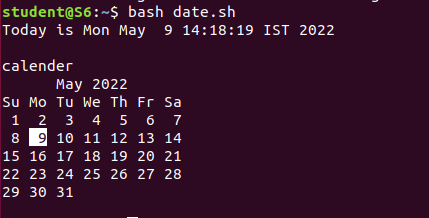 student@S6:~$ bash date.sh
Today is Mon May  9 14:18:19 IST 2022

calender
      May 2022
Su Mo Tu We Th Fr Sa
 1  2  3  4  5  6  7
 8  9 10 11 12 13 14
15 16 17 18 19 20 21
22 23 24 25 26 27 28
29 30 31